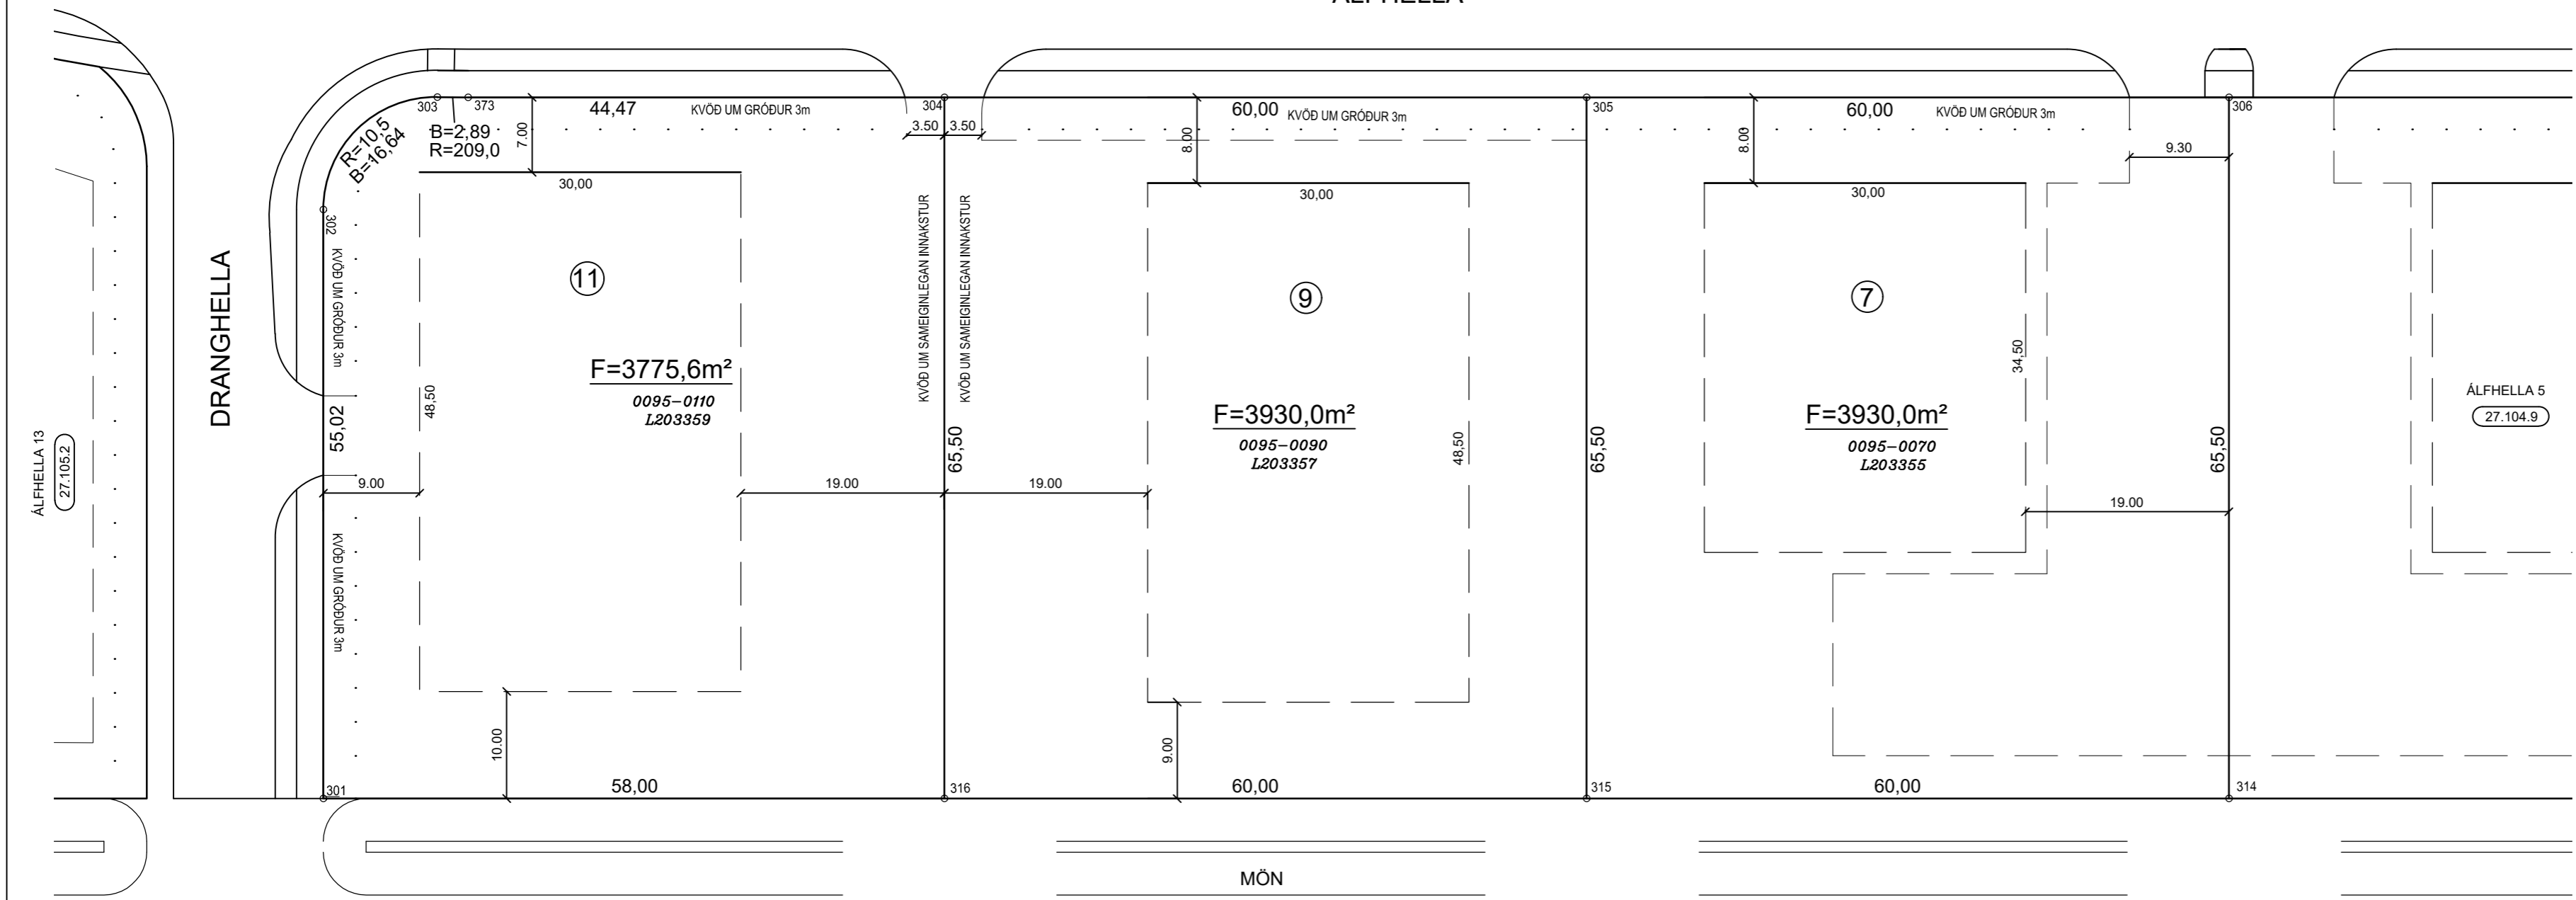 ÁLFHELLA
303
373
44,47
KVÖÐ UM GRÓÐUR 3m
304
60,00
KVÖÐ UM GRÓÐUR 3m
305
60,00
KVÖÐ UM GRÓÐUR 3m
306
R=10,5
B=16,64
B=2,89
R=209,0
7.00
3.50
3.50
8.00
8.00
9.30
30,00
30,00
30,00
302
KVÖÐ UM GRÓÐUR 3m
DRANGHELLA
KVÖÐ UM SAMEIGINLEGAN INNAKSTUR
KVÖÐ UM SAMEIGINLEGAN INNAKSTUR
11
9
7
F=3775,6m²
0095-0110
L203359
48,50
55,02
F=3930,0m²
0095-0090
L203357
48,50
65,50
65,50
34,50
F=3930,0m²
0095-0070
L203355
65,50
ÁLFHELLA 5
27.104.9
ÁLFHELLA 13
27.105.2
9.00
19.00
19.00
19.00
KVÖÐ UM GRÓÐUR 3m
10.00
9.00
301
58,00
316
60,00
315
60,00
314
MÖN